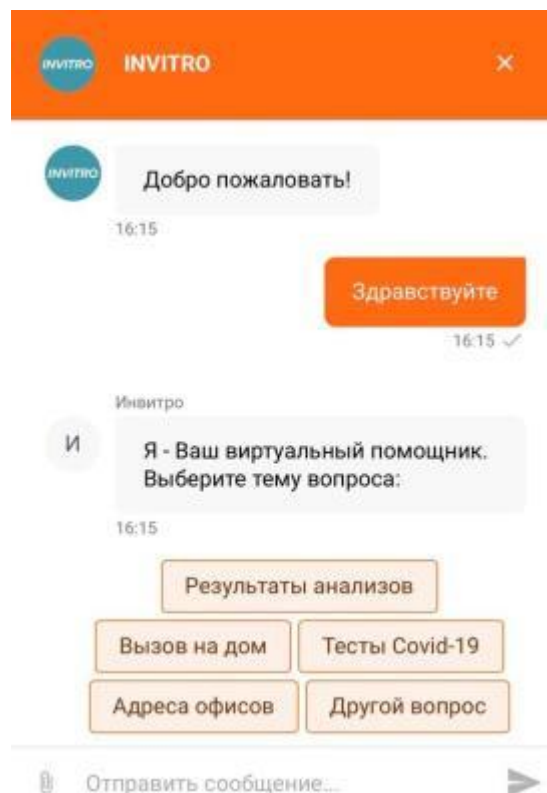 INVITRO
INVITRO
INVITRO
Добро пожаловать!
16:15
Здравствуйте
16:15
Инвитро
И
Я - Ваш виртуальный помощник.
Выберите тему вопроса:
16:15
Результаты анализов
Вызов на дом
Тесты Covid-19
Адреса офисов
Другой вопрос
Отправить сообщение...